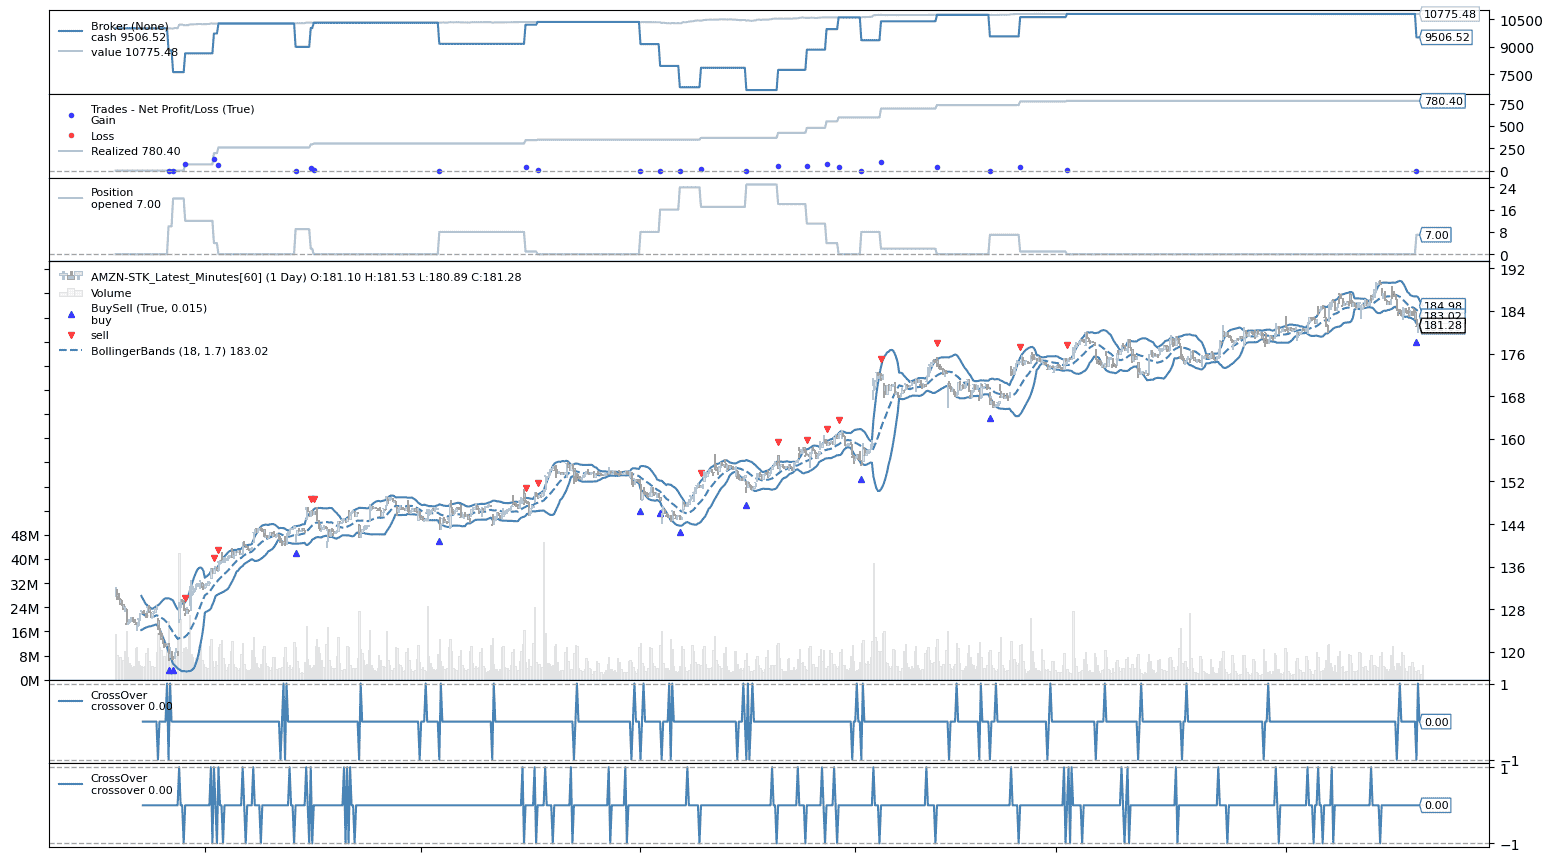 Broker (None)
cash 9506.52
value 10775.48
10775.48
9506.52
10500
9000
7500
Trades - Net Profit/Loss (True)
Gain
Loss
Realized 780.40
780.40
750
500
250
0
Position
opened 7.00
7.00
24
16
8
0
AMZN-STK_Latest_Minutes[60] (1 Day) O:181.10 H:181.53 L:180.89 C:181.28
Volume
BuySell (True, 0.015)
buy
sell
BollingerBands (18, 1.7) 183.02
184.98
183.02
181.28
192
184
176
168
160
152
144
136
128
120
48M
40M
32M
24M
16M
8M
0M
CrossOver
crossover 0.00
0.00
1
−1
CrossOver
crossover 0.00
0.00
1
−1